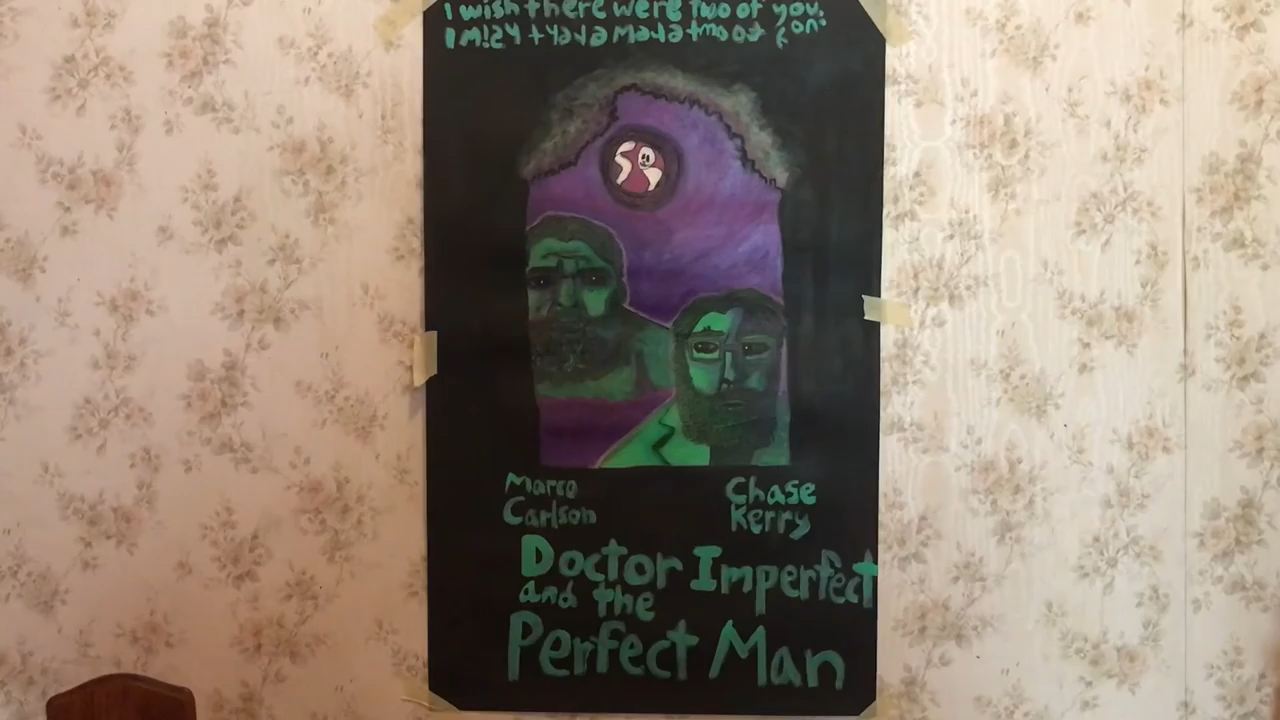 I wish there were two of you.
Marco
Carlson
Chase
Kerry
Doctor Imperfect
and the
Perfect Man